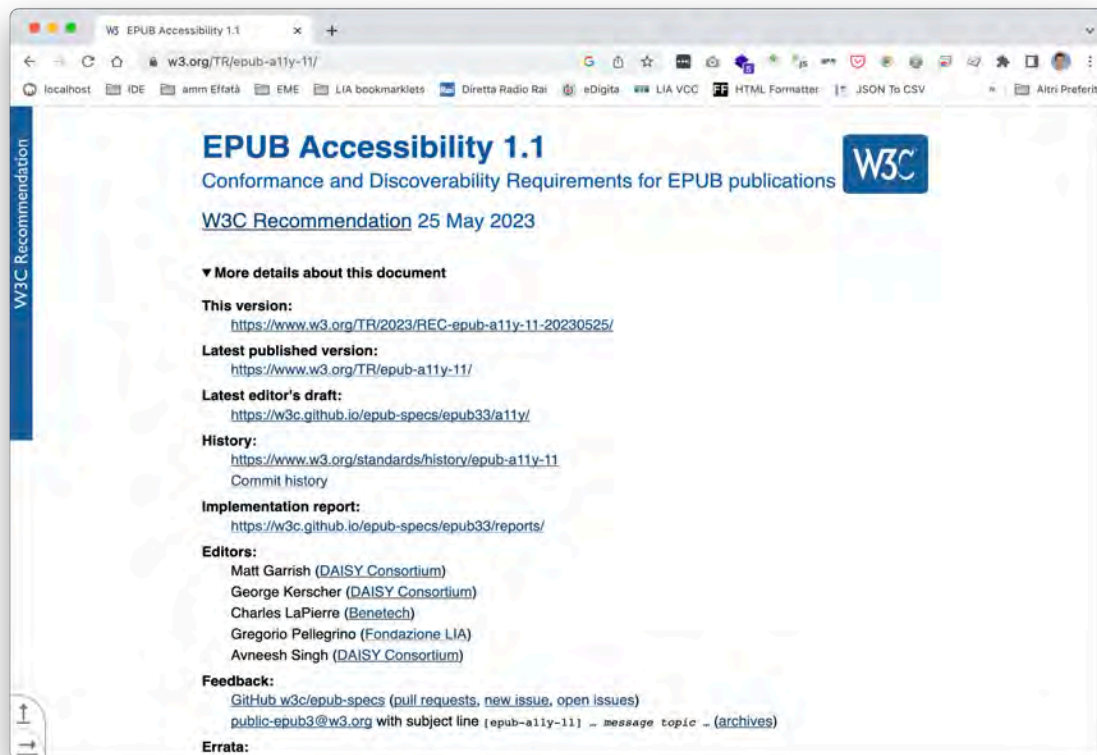 W3 EPUB Accessibility 1.1 × +
w3.org/TR/epub-a11y-11/
localhost IDE amm Effatà EME LIA bookmarklets Diretta Radio Rai eDigita LIA VCC FF HTML Formatter JSON To CSV » Altri Preferiti
W3C Recommendation
EPUB Accessibility 1.1
W3C
Conformance and Discoverability Requirements for EPUB publications
W3C Recommendation 25 May 2023
▾ More details about this document
This version:
https://www.w3.org/TR/2023/REC-epub-a11y-11-20230525/
Latest published version:
https://www.w3.org/TR/epub-a11y-11/
Latest editor's draft:
https://w3c.github.io/epub-specs/epub33/a11y/
History:
https://www.w3.org/standards/history/epub-a11y-11
Commit history
Implementation report:
https://w3c.github.io/epub-specs/epub33/reports/
Editors:
Matt Garrish (DAISY Consortium)
George Kerscher (DAISY Consortium)
Charles LaPierre (Benetech)
Gregorio Pellegrino (Fondazione LIA)
Avneesh Singh (DAISY Consortium)
Feedback:
GitHub w3c/epub-specs (pull requests, new issue, open issues)
public-epub3@w3.org with subject line [epub-a11y-11] … message topic … (archives)
Errata: